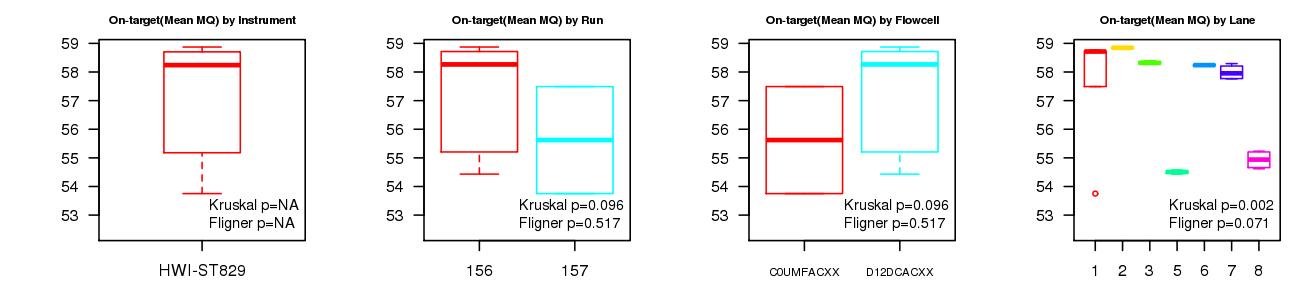 On-target(Mean MQ) by Instrument
59
58
57
56
55
54
53
Kruskal p=NA
Fligner p=NA
HWI-ST829
On-target(Mean MQ) by Run
59
58
57
56
55
54
53
Kruskal p=0.096
Fligner p=0.517
156 157
On-target(Mean MQ) by Flowcell
59
58
57
56
55
54
53
Kruskal p=0.096
Fligner p=0.517
C0UMFACXX D12DCACXX
On-target(Mean MQ) by Lane
59
58
57
56
55
54
53
Kruskal p=0.002
Fligner p=0.071
1 2 3 5 6 7 8